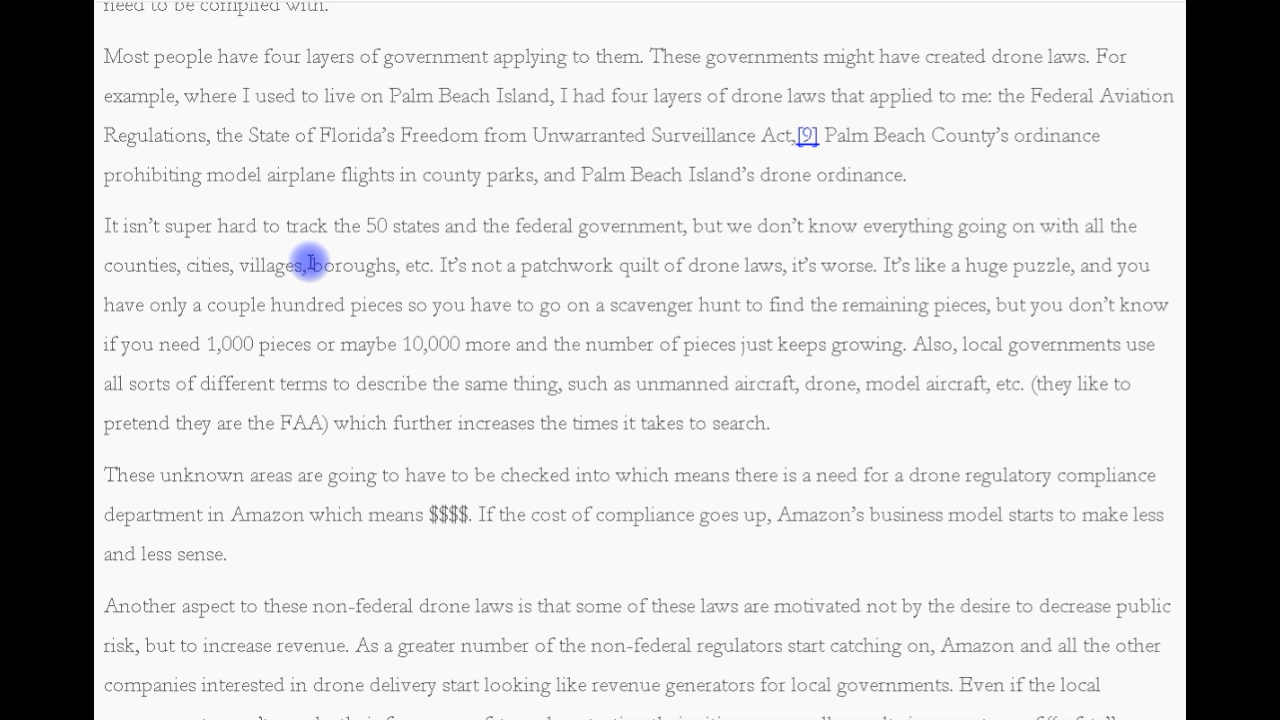 need to be complied with.
Most people have four layers of government applying to them. These governments might have created drone laws. For
example, where I used to live on Palm Beach Island, I had four layers of drone laws that applied to me: the Federal Aviation
Regulations, the State of Florida’s Freedom from Unwarranted Surveillance Act,[9] Palm Beach County’s ordinance
prohibiting model airplane flights in county parks, and Palm Beach Island’s drone ordinance.
It isn’t super hard to track the 50 states and the federal government, but we don’t know everything going on with all the
counties, cities, villages, boroughs, etc. It’s not a patchwork quilt of drone laws, it’s worse. It’s like a huge puzzle, and you
have only a couple hundred pieces so you have to go on a scavenger hunt to find the remaining pieces, but you don’t know
if you need 1,000 pieces or maybe 10,000 more and the number of pieces just keeps growing. Also, local governments use
all sorts of different terms to describe the same thing, such as unmanned aircraft, drone, model aircraft, etc. (they like to
pretend they are the FAA) which further increases the times it takes to search.
These unknown areas are going to have to be checked into which means there is a need for a drone regulatory compliance
department in Amazon which means $$$$. If the cost of compliance goes up, Amazon’s business model starts to make less
and less sense.
Another aspect to these non-federal drone laws is that some of these laws are motivated not by the desire to decrease public
risk, but to increase revenue. As a greater number of the non-federal regulators start catching on, Amazon and all the other
companies interested in drone delivery start looking like revenue generators for local governments. Even if the local